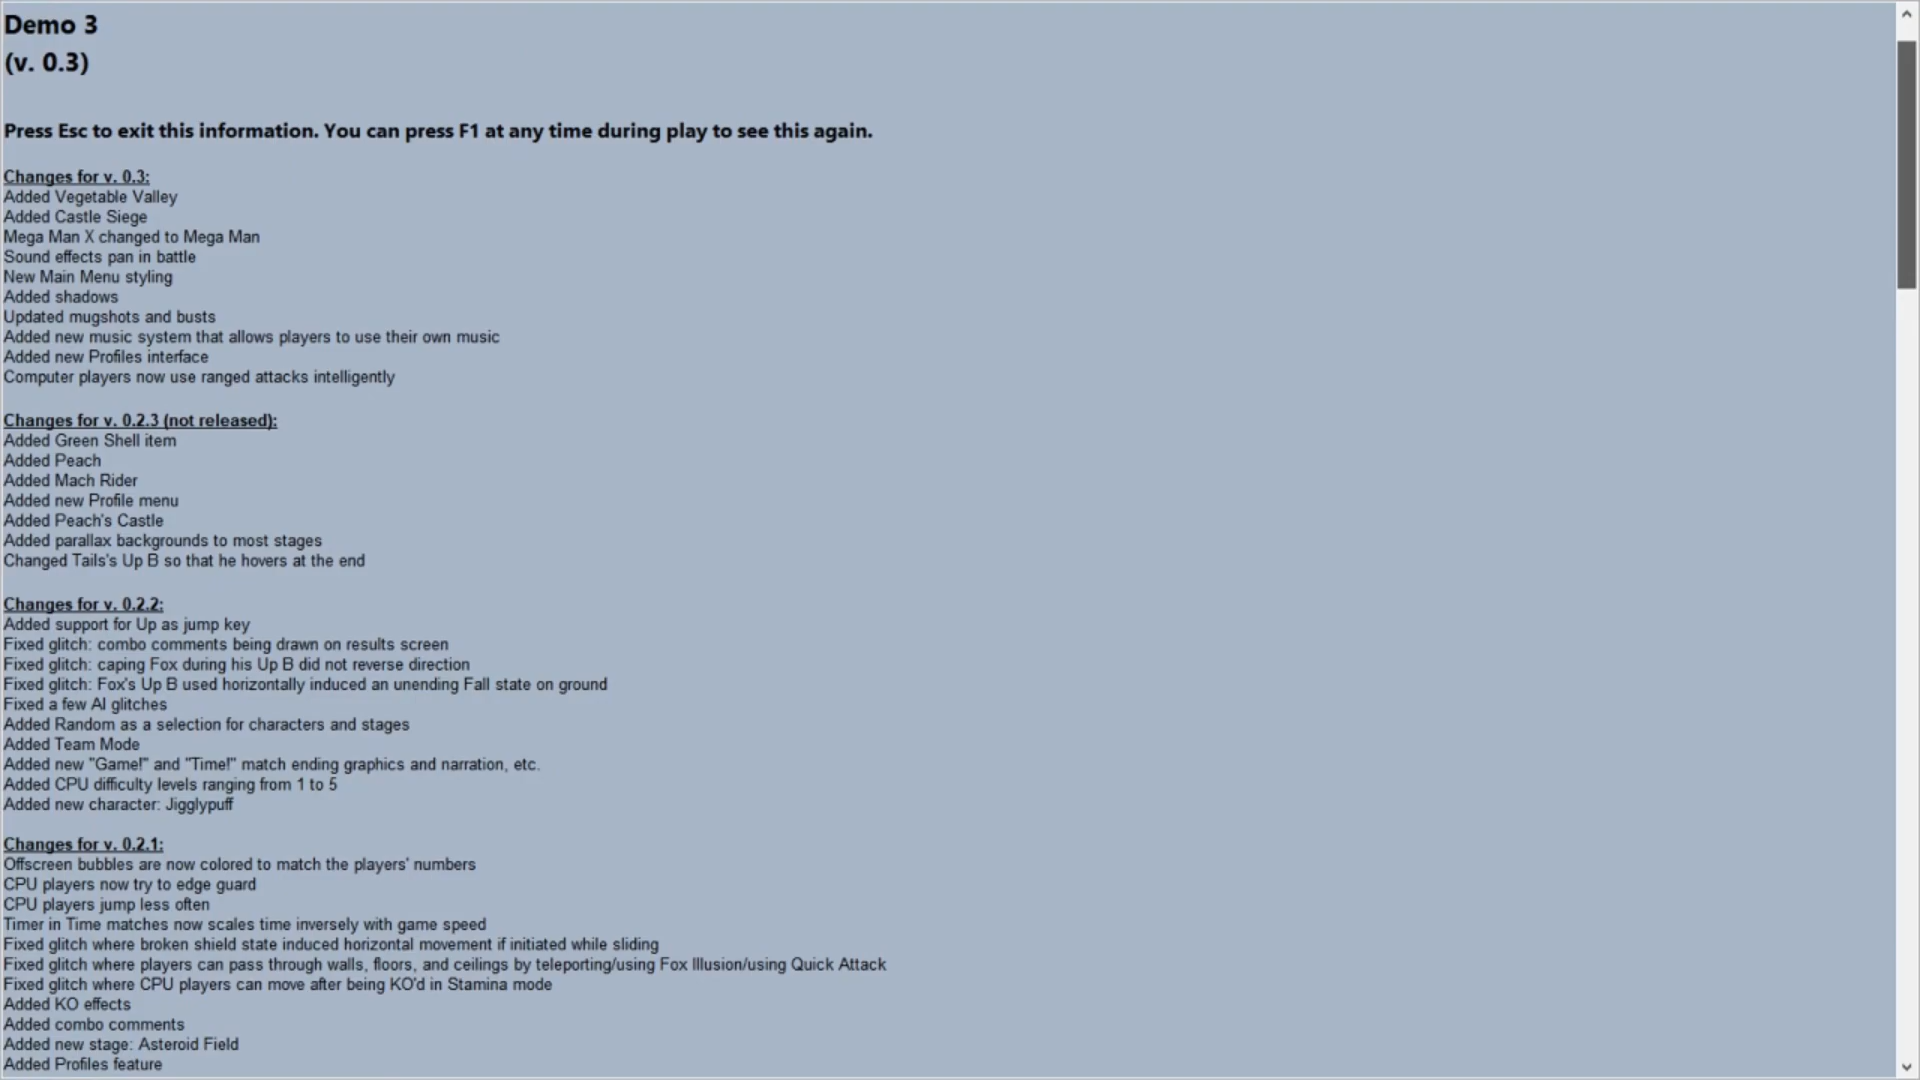 Demo 3
(v. 0.3)
Press Esc to exit this information. You can press F1 at any time during play to see this again.
Changes for v. 0.3:
Added Vegetable Valley
Added Castle Siege
Mega Man X changed to Mega Man
Sound effects pan in battle
New Main Menu styling
Added shadows
Updated mugshots and busts
Added new music system that allows players to use their own music
Added new Profiles interface
Computer players now use ranged attacks intelligently
Changes for v. 0.2.3 (not released):
Added Green Shell item
Added Peach
Added Mach Rider
Added new Profile menu
Added Peach's Castle
Added parallax backgrounds to most stages
Changed Tails's Up B so that he hovers at the end
Changes for v. 0.2.2:
Added support for Up as jump key
Fixed glitch: combo comments being drawn on results screen
Fixed glitch: caping Fox during his Up B did not reverse direction
Fixed glitch: Fox's Up B used horizontally induced an unending Fall state on ground
Fixed a few AI glitches
Added Random as a selection for characters and stages
Added Team Mode
Added new "Game!" and "Time!" match ending graphics and narration, etc.
Added CPU difficulty levels ranging from 1 to 5
Added new character: Jigglypuff
Changes for v. 0.2.1:
Offscreen bubbles are now colored to match the players' numbers
CPU players now try to edge guard
CPU players jump less often
Timer in Time matches now scales time inversely with game speed
Fixed glitch where broken shield state induced horizontal movement if initiated while sliding
Fixed glitch where players can pass through walls, floors, and ceilings by teleporting/using Fox Illusion/using Quick Attack
Fixed glitch where CPU players can move after being KO'd in Stamina mode
Added KO effects
Added combo comments
Added new stage: Asteroid Field
Added Profiles feature